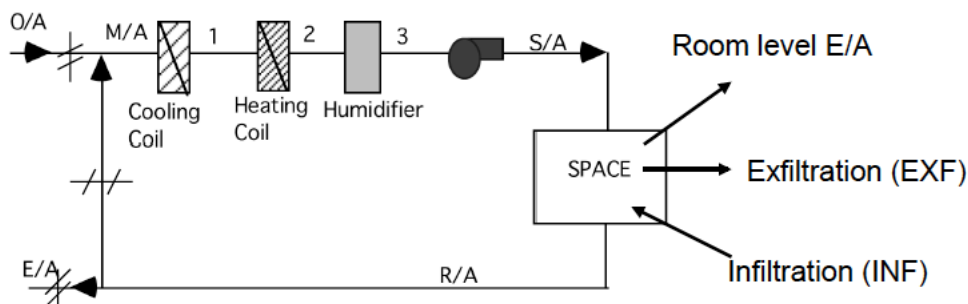 O/A
M/A
1
2
3
S/A
Room level E/A
Cooling
Coil
Heating
Coil
Humidifier
SPACE
Exfiltration (EXF)
Infiltration (INF)
E/A
R/A